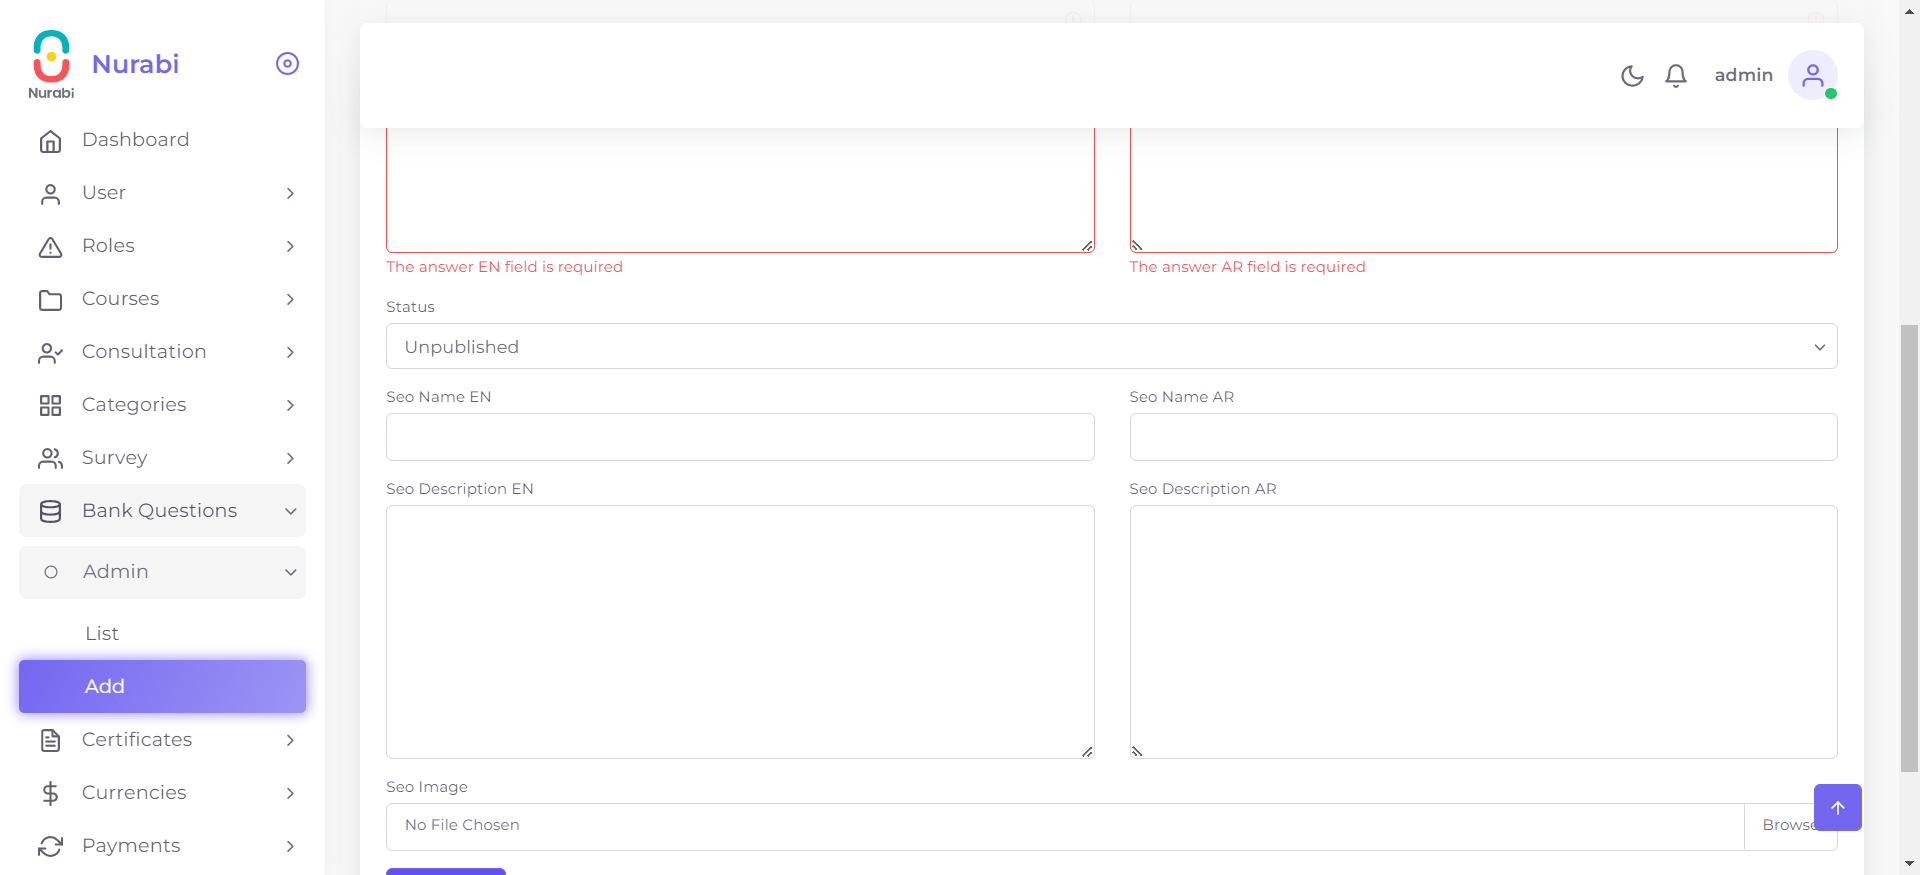 Nurabi
Nurabi
admin
Dashboard
User
Roles
Courses
Consultation
Categories
Survey
Bank Questions
Admin
List
Add
Certificates
Currencies
Payments
The answer EN field is required
The answer AR field is required
Status
Unpublished
Seo Name EN
Seo Name AR
Seo Description EN
Seo Description AR
Seo Image
No File Chosen
Browse